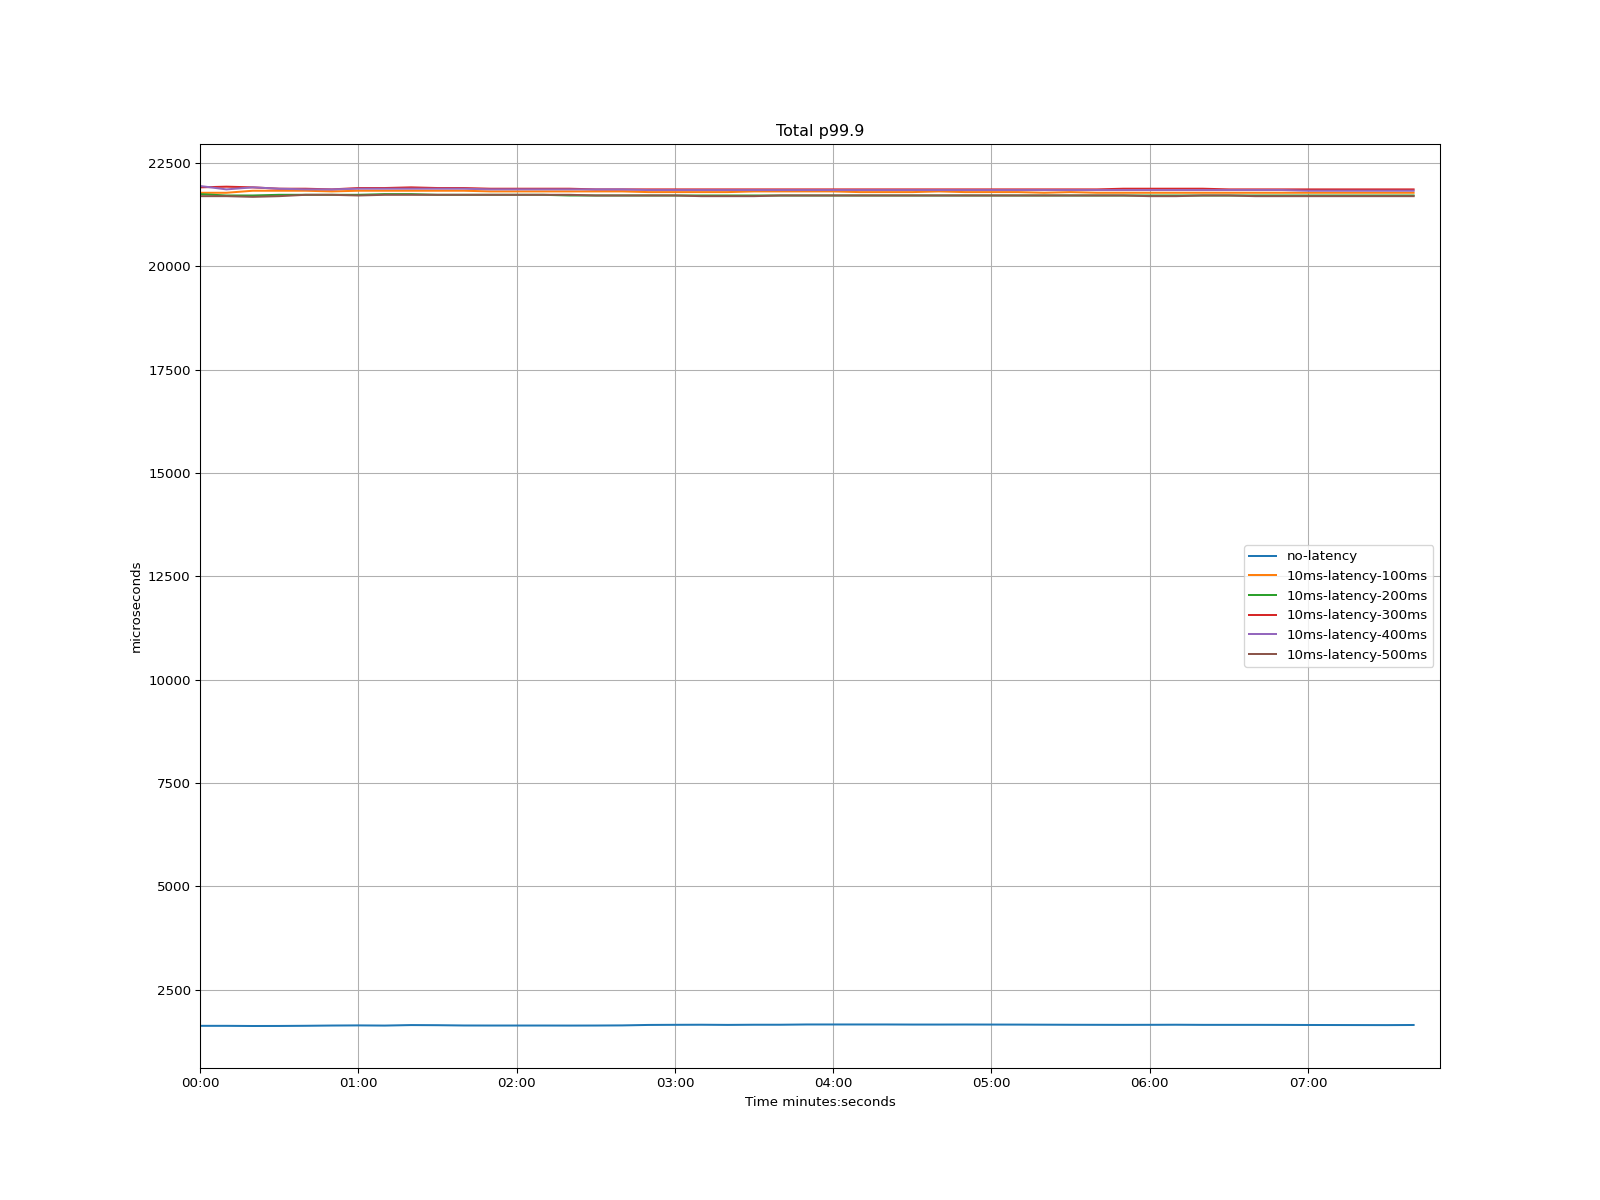 Total p99.9
22500
20000
17500
15000
12500
10000
7500
5000
2500
microseconds
no-latency
10ms-latency-100ms
10ms-latency-200ms
10ms-latency-300ms
10ms-latency-400ms
10ms-latency-500ms
00:00 01:00 02:00 03:00 04:00 05:00 06:00 07:00
Time minutes:seconds